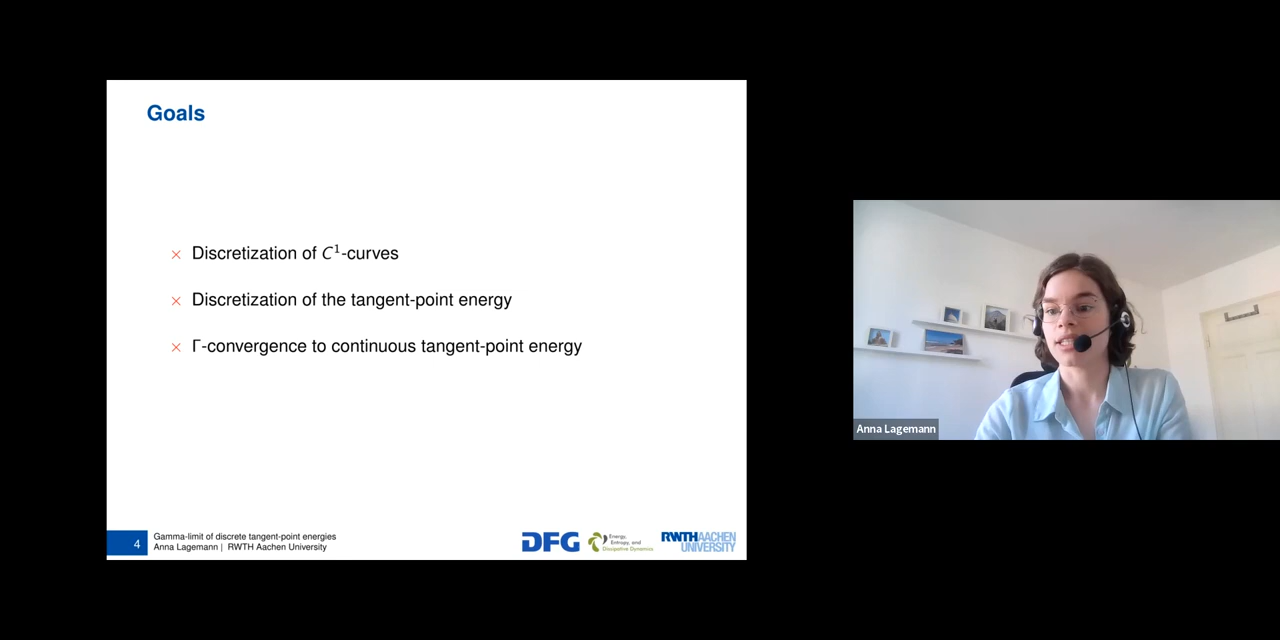 Goals
× Discretization of C¹-curves
× Discretization of the tangent-point energy
× Γ-convergence to continuous tangent-point energy
4
Gamma-limit of discrete tangent-point energies
Anna Lagemann | RWTH Aachen University
DFG
Energy,
Entropy, and
Dissipative Dynamics
RWTHAACHEN
UNIVERSITY
Anna Lagemann